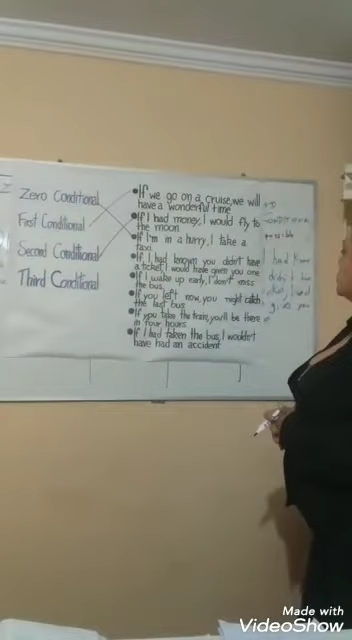 Zero Conditional
First Conditional
Second Conditional
Third Conditional
If we go on a cruise, we will
have a wonderful time
If I had money, I would fly to
the moon
If I'm in a hurry, I take a
taxi.
If I had known you didn't have
a ticket, I would have given you one
If I wake up early, I don't miss
the bus.
If you left now, you might catch
the last bus
If you take the train, you'll be there
in four hours
If I had taken the bus, I wouldn't
have had an accident
possible
I had
Made with
VideoShow